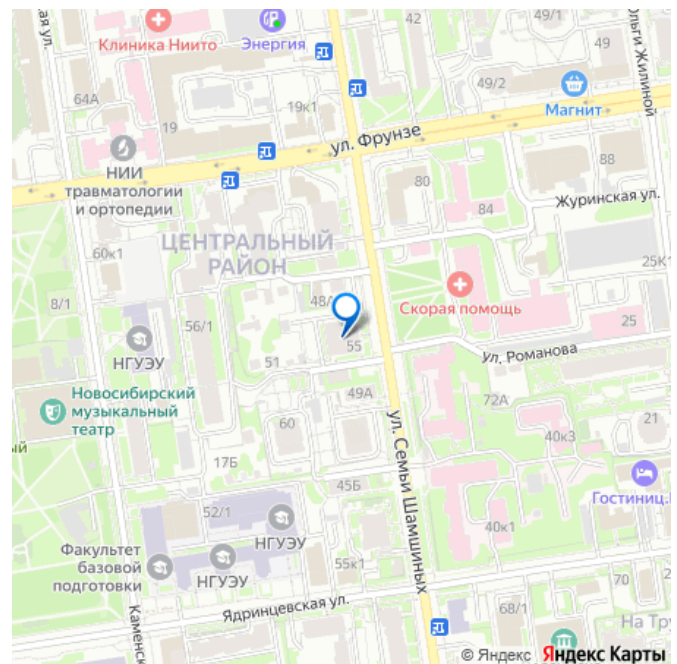 ая ул.
Клиника Ниито
Энергия
42
49/1
49
Ольги Жилиной
64А
19к1
49/2
Магнит
19
ул. Фрунзе
НИИ
травматологии
и ортопедии
80
88
84
Журинская ул.
ЦЕНТРАЛЬНЫЙ
РАЙОН
60к1
25К1
8/1
48/
Скорая помощь
56/1
25
НГУЭУ
55
51
ул. Романова
Новосибирский
музыкальный
театр
49А
72А
60
21
ый
40к3
17Б
ул. Семьи Шамшиных
45Б
Гостиниц
52/1
НГУЭУ
40к1
Факультет
базовой
подготовки
НГУЭУ
55к1
70
Ядринцевская ул.
68/1
Каменск
На Тру
© Яндекс
Яндекс Карты